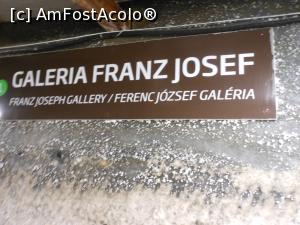 [c] AmFostAcolo®
GALERIA FRANZ JOSEF
FRANZ JOSEPH GALLERY / FERENC JÓZSEF GALÉRIA